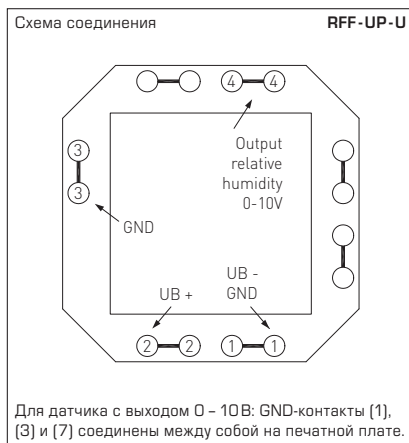 Схема соединения RFF-UP-U
4 4
Output
relative
humidity
0-10V
3
3
GND
UB -
GND
UB +
2 2 1 1
Для датчика с выходом 0 – 10 В: GND-контакты (1),
(3) и (7) соединены между собой на печатной плате.